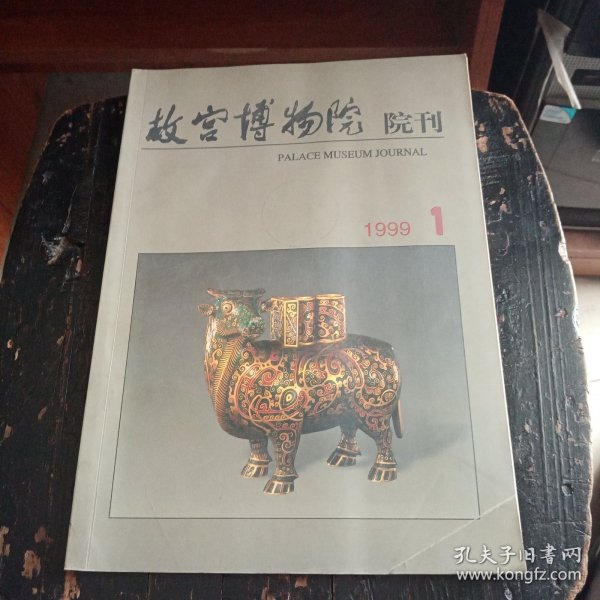 故宫博物院 院刊
PALACE MUSEUM JOURNAL
1999 1
孔夫子旧书网
www.kongfz.com